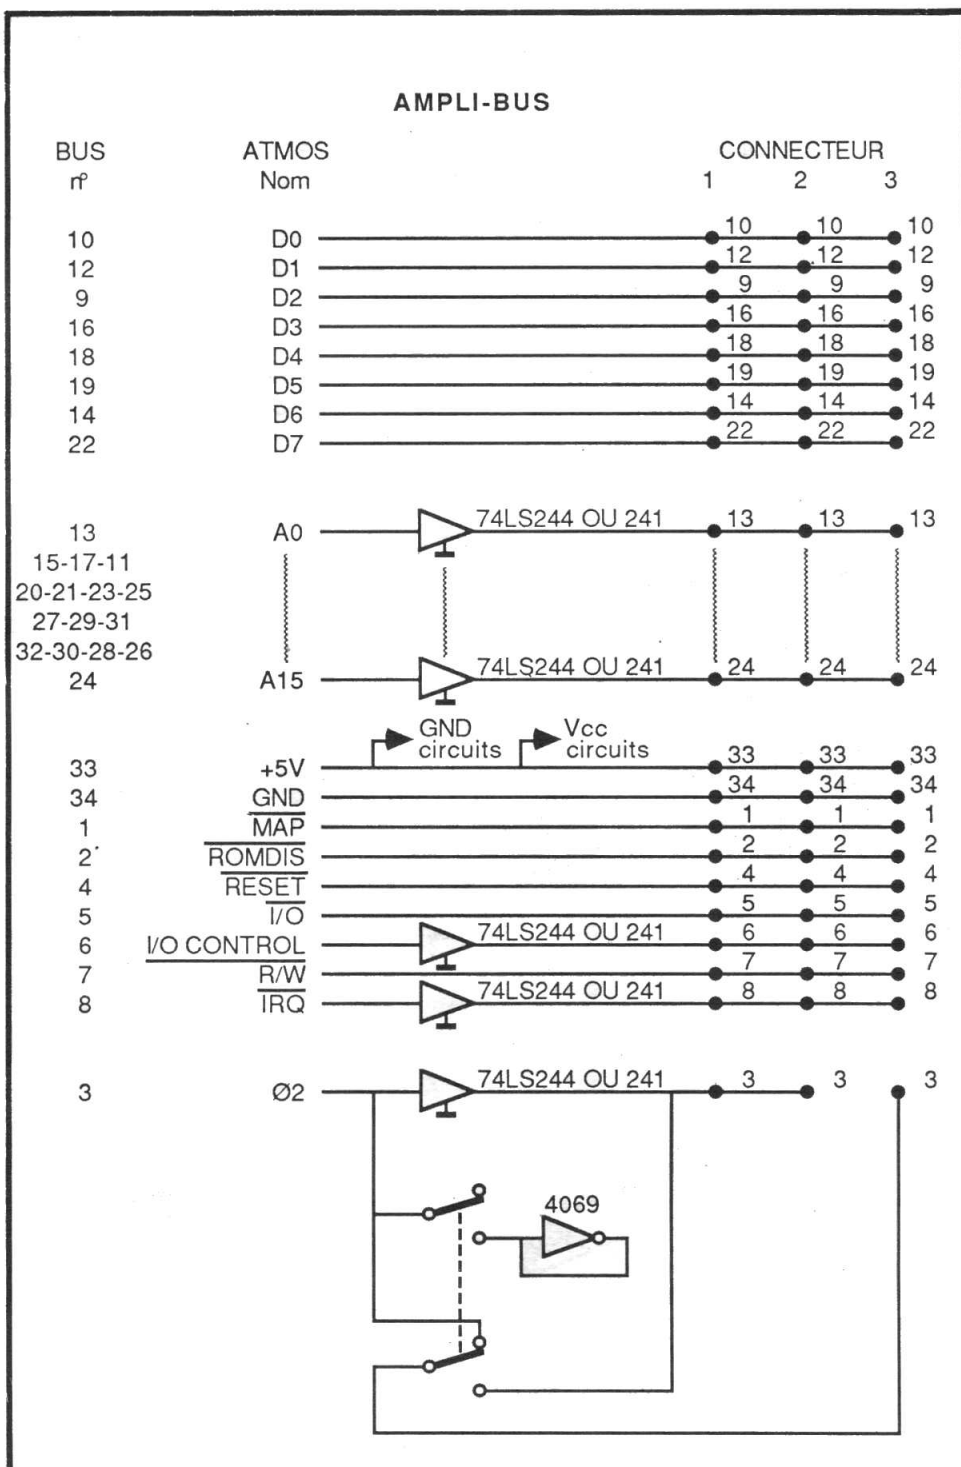 AMPLI-BUS
BUS ATMOS CONNECTEUR
n° Nom 1 2 3
10 D0 10 10 10
12 D1 12 12 12
9 D2 9 9 9
16 D3 16 16 16
18 D4 18 18 18
19 D5 19 19 19
14 D6 14 14 14
22 D7 22 22 22
13 A0 74LS244 OU 241 13 13 13
15-17-11
20-21-23-25
27-29-31
32-30-28-26
24 A15 74LS244 OU 241 24 24 24
GND circuits Vcc circuits
33 +5V 33 33 33
34 GND 34 34 34
1 MAP 1 1 1
2 ROMDIS 2 2 2
4 RESET 4 4 4
5 I/O 5 5 5
6 I/O CONTROL 74LS244 OU 241 6 6 6
7 R/W 7 7 7
8 IRQ 74LS244 OU 241 8 8 8
3 Ø2 74LS244 OU 241 3 3 3
4069